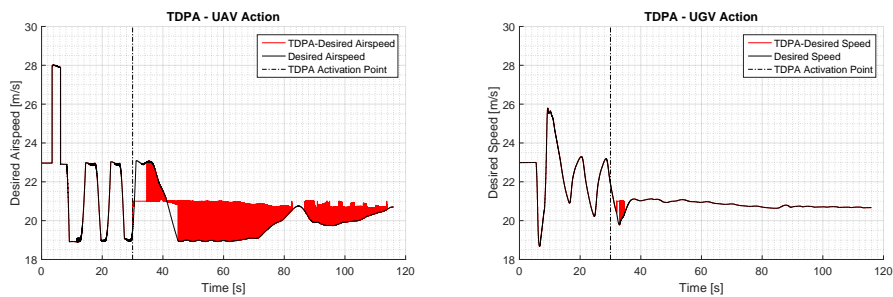 TDPA - UAV Action
30
28
26
24
22
20
18
Desired Airspeed [m/s]
TDPA-Desired Airspeed
Desired Airspeed
TDPA Activation Point
0 20 40 60 80 100 120
Time [s]
TDPA - UGV Action
30
28
26
24
22
20
18
Desired Speed [m/s]
TDPA-Desired Speed
Desired Speed
TDPA Activation Point
0 20 40 60 80 100 120
Time [s]